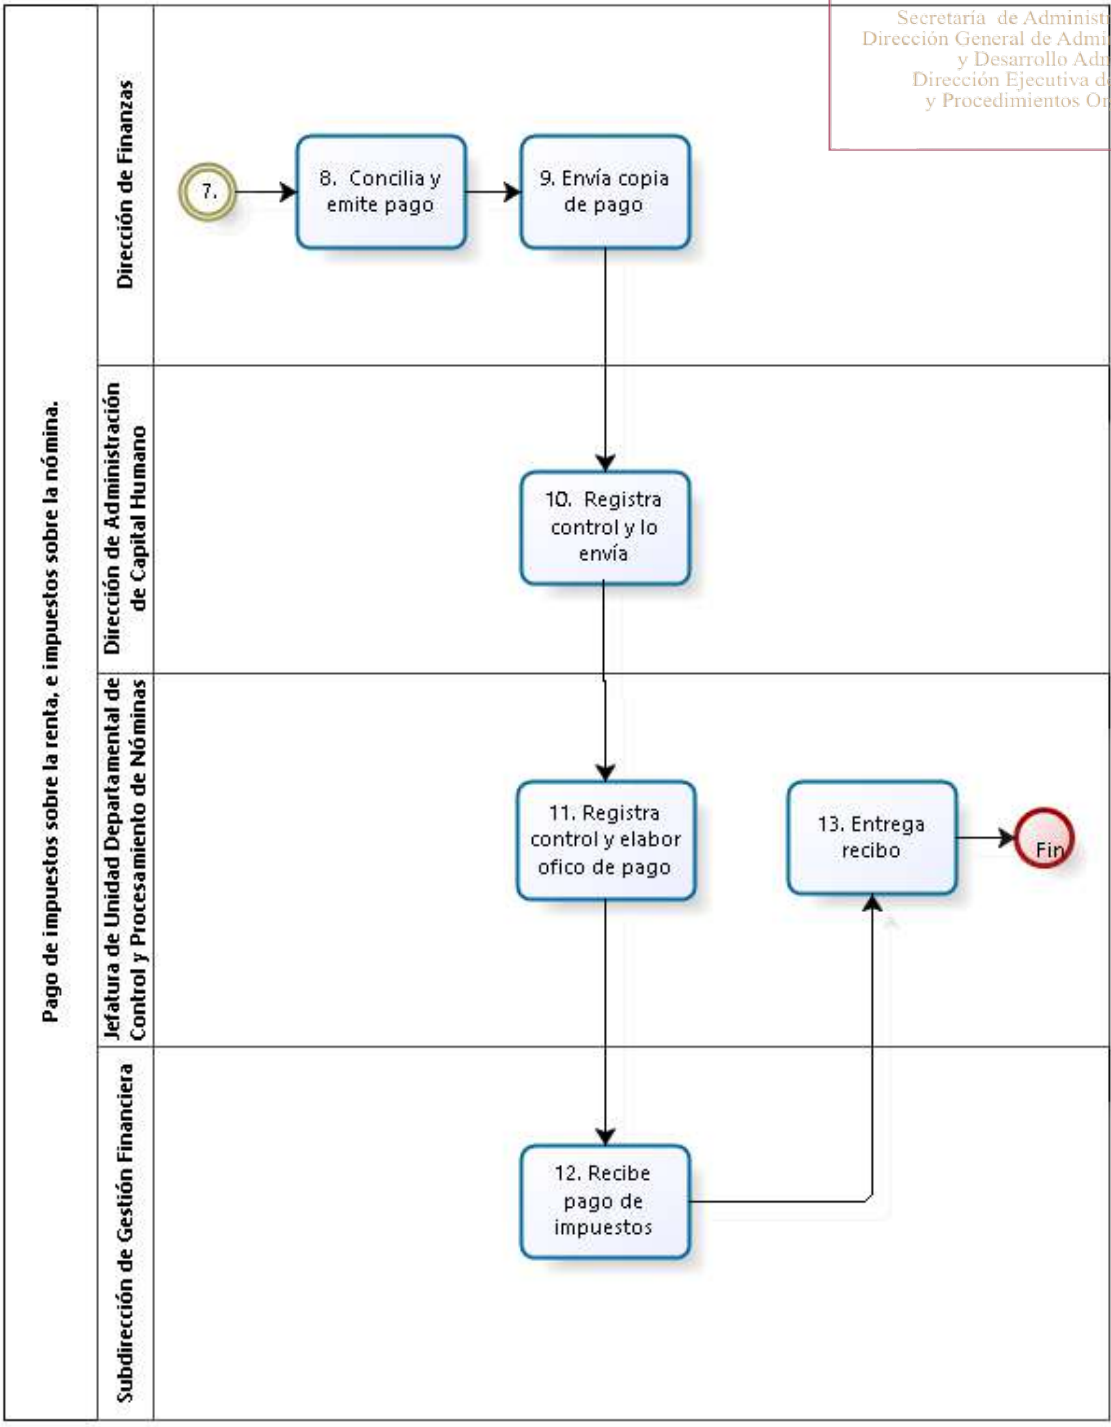 Secretaría de Administ
Dirección General de Admi
y Desarrollo Adm
Dirección Ejecutiva d
y Procedimientos Or
Pago de impuestos sobre la renta, e impuestos sobre la nómina.
Dirección de Finanzas
7.
8. Concilia y
emite pago
9. Envía copia
de pago
Dirección de Administración
de Capital Humano
10. Registra
control y lo
envía
Jefatura de Unidad Departamental de
Control y Procesamiento de Nóminas
11. Registra
control y elabor
ofico de pago
13. Entrega
recibo
Fin
Subdirección de Gestión Financiera
12. Recibe
pago de
impuestos